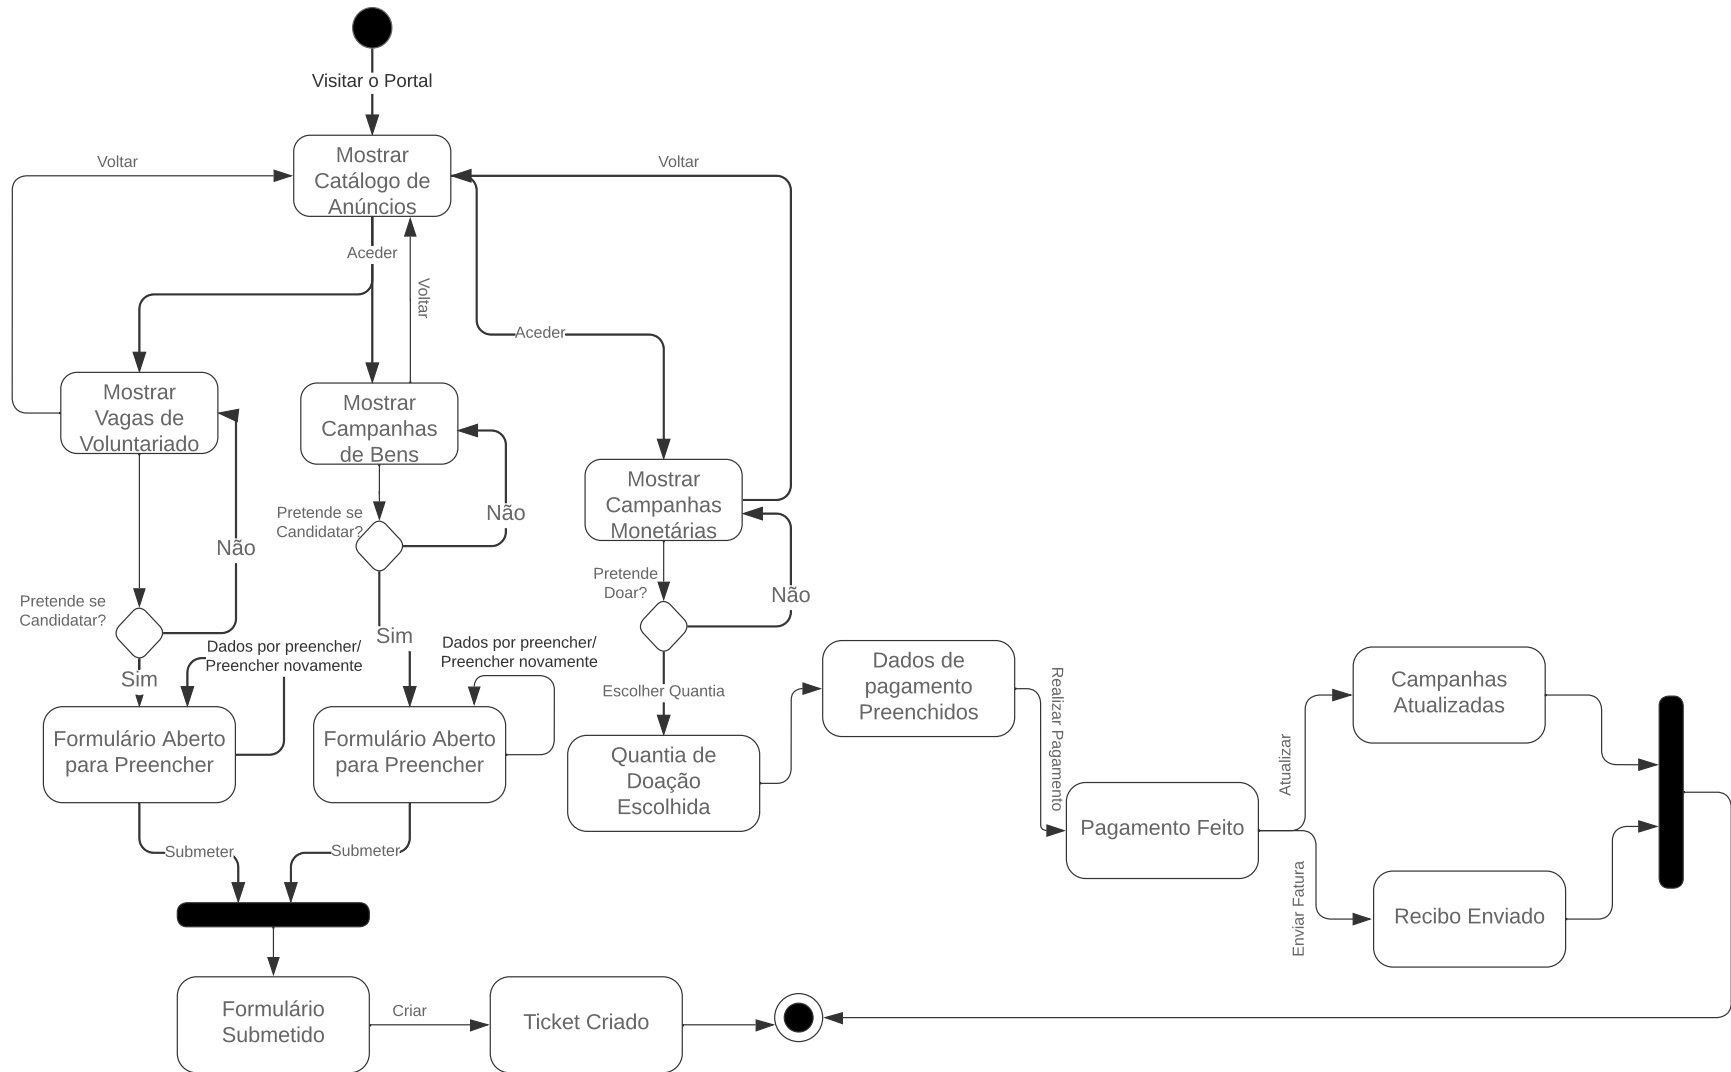 Visitar o Portal
Mostrar
Catálogo de
Anúncios
Voltar
Voltar
Aceder
Voltar
Aceder
Mostrar
Vagas de
Voluntariado
Mostrar
Campanhas
de Bens
Mostrar
Campanhas
Monetárias
Pretende se
Candidatar?
Não
Não
Pretende
Doar?
Não
Pretende se
Candidatar?
Sim
Sim
Dados por preencher/
Preencher novamente
Dados por preencher/
Preencher novamente
Escolher Quantia
Formulário Aberto
para Preencher
Formulário Aberto
para Preencher
Quantia de
Doação
Escolhida
Dados de
pagamento
Preenchidos
Realizar Pagamento
Pagamento Feito
Atualizar
Enviar Fatura
Campanhas
Atualizadas
Recibo Enviado
Submeter
Submeter
Formulário
Submetido
Criar
Ticket Criado